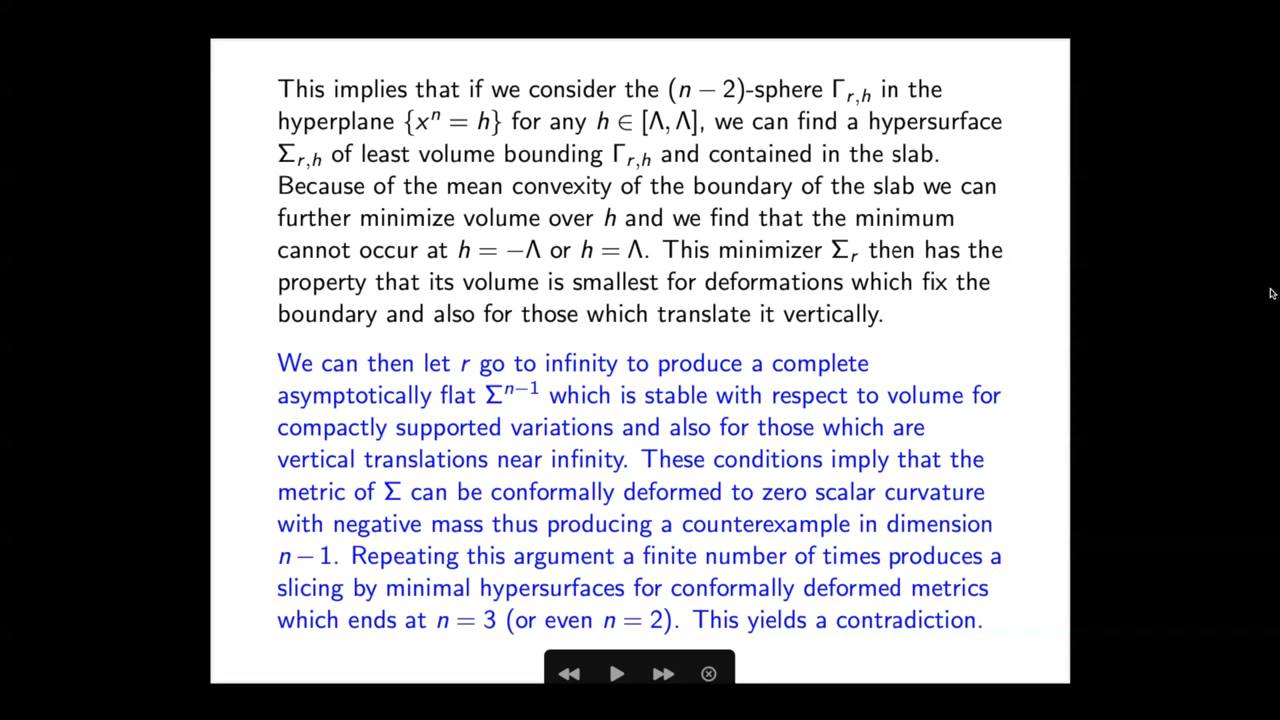 This implies that if we consider the (n − 2)-sphere Γ_{r,h} in the
hyperplane {x^n = h} for any h ∈ [Λ, Λ], we can find a hypersurface
Σ_{r,h} of least volume bounding Γ_{r,h} and contained in the slab.
Because of the mean convexity of the boundary of the slab we can
further minimize volume over h and we find that the minimum
cannot occur at h = −Λ or h = Λ. This minimizer Σ_r then has the
property that its volume is smallest for deformations which fix the
boundary and also for those which translate it vertically.
We can then let r go to infinity to produce a complete
asymptotically flat Σ^{n−1} which is stable with respect to volume for
compactly supported variations and also for those which are
vertical translations near infinity. These conditions imply that the
metric of Σ can be conformally deformed to zero scalar curvature
with negative mass thus producing a counterexample in dimension
n − 1. Repeating this argument a finite number of times produces a
slicing by minimal hypersurfaces for conformally deformed metrics
which ends at n = 3 (or even n = 2). This yields a contradiction.